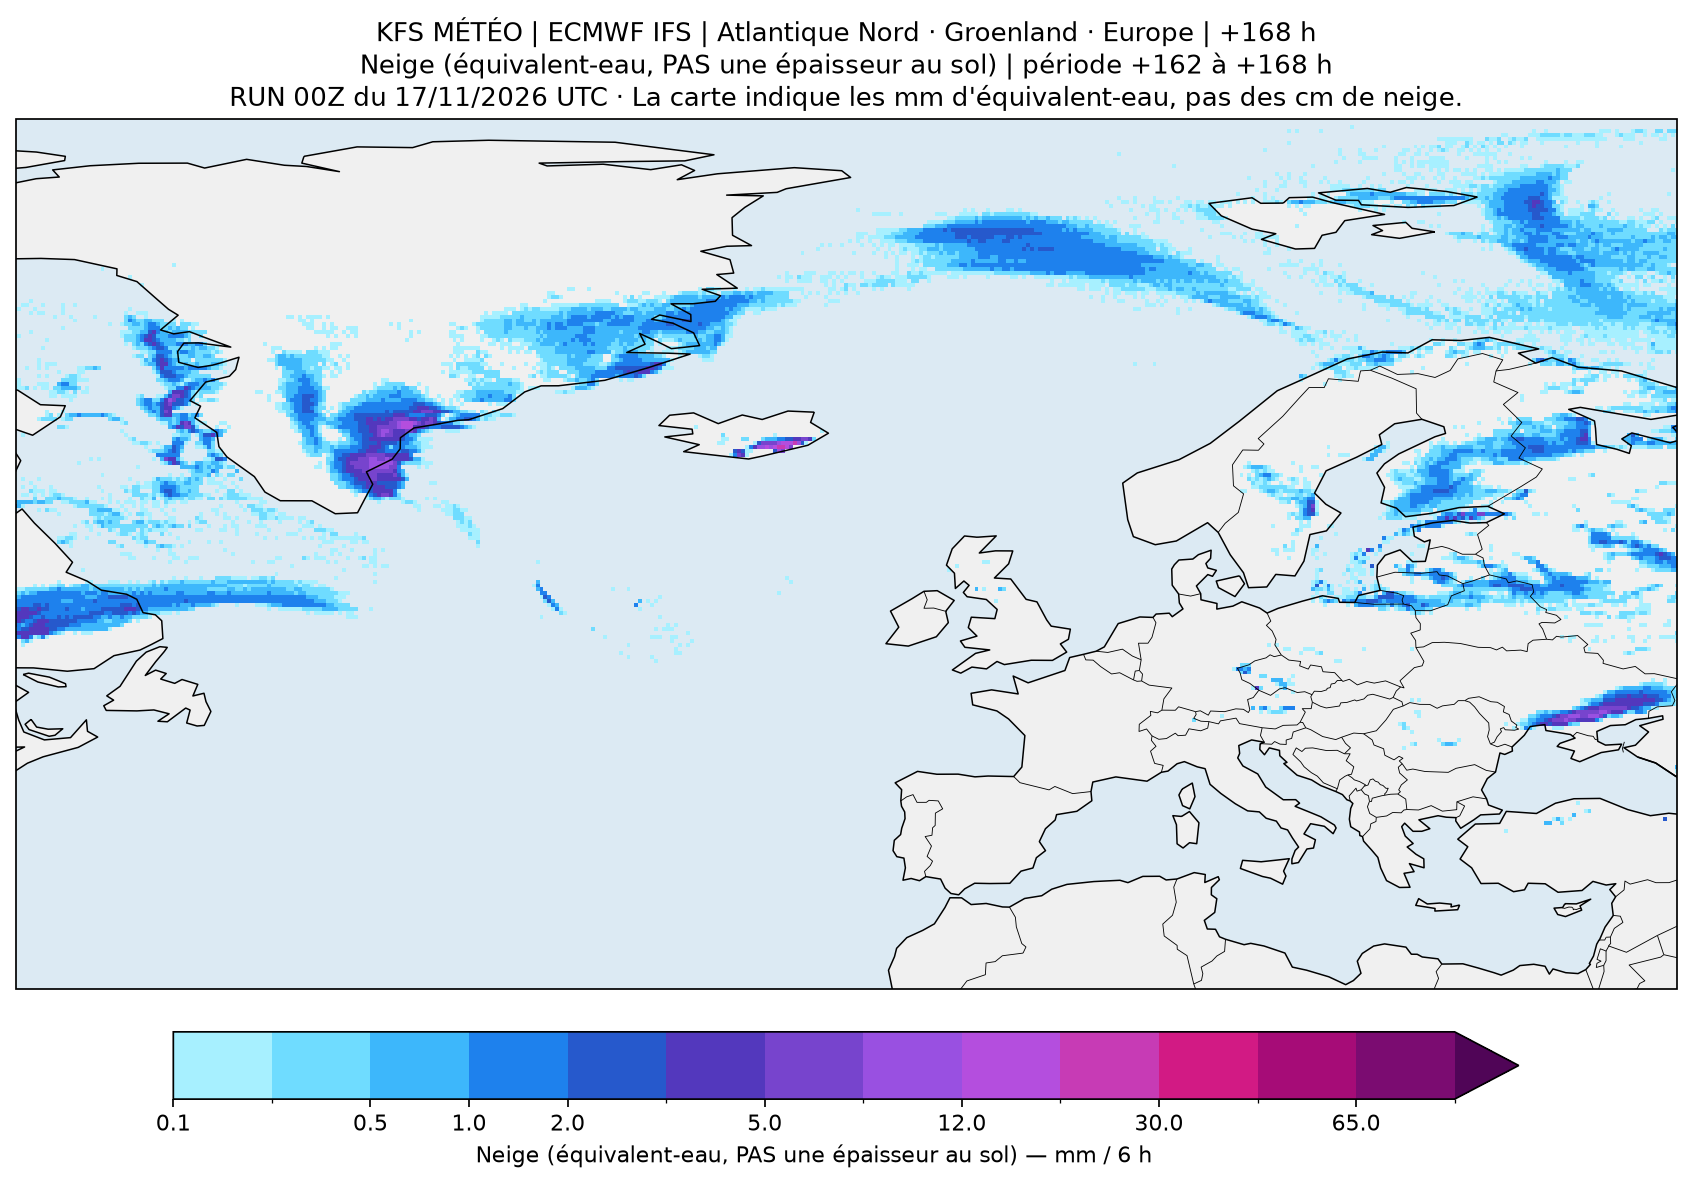 KFS MÉTÉO | ECMWF IFS | Atlantique Nord · Groenland · Europe | +168 h
Neige (équivalent-eau, PAS une épaisseur au sol) | période +162 à +168 h
RUN 00Z du 17/11/2026 UTC · La carte indique les mm d'équivalent-eau, pas des cm de neige.
0.1 0.5 1.0 2.0 5.0 12.0 30.0 65.0
Neige (équivalent-eau, PAS une épaisseur au sol) — mm / 6 h